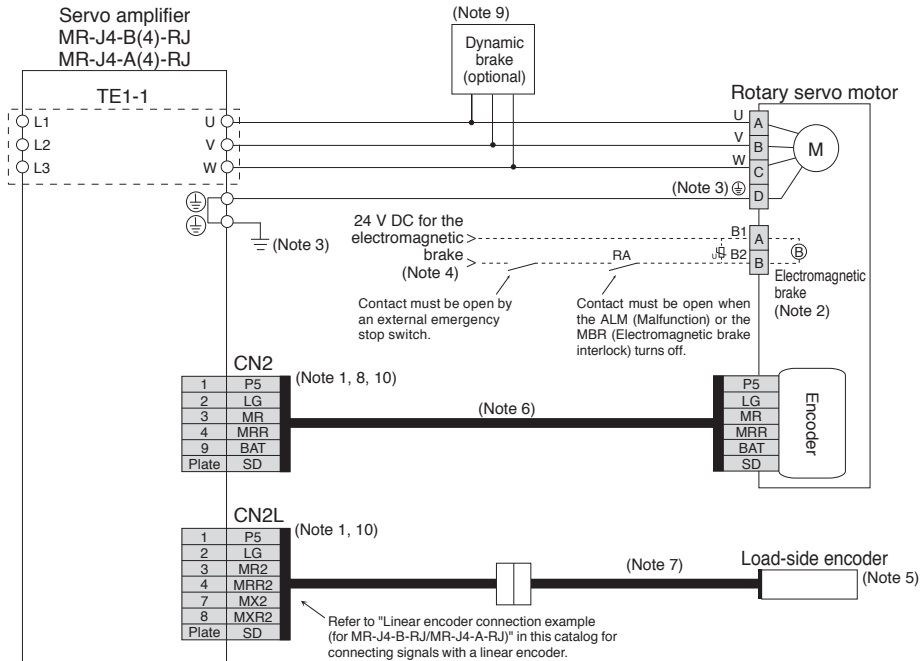 Servo amplifier
MR-J4-B(4)-RJ
MR-J4-A(4)-RJ
(Note 9)
Dynamic
brake
(optional)
TE1-1
Rotary servo motor
L1
L2
L3
U
V
W
U
V
W
A
B
C
D
M
(Note 3)
(Note 3)
24 V DC for the
electromagnetic
brake
(Note 4)
RA
B1
B2
U
A
B
B
Electromagnetic
brake
(Note 2)
Contact must be open by
an external emergency
stop switch.
Contact must be open when
the ALM (Malfunction) or the
MBR (Electromagnetic brake
interlock) turns off.
CN2
(Note 1, 8, 10)
1 P5
2 LG
3 MR
4 MRR
9 BAT
Plate SD
(Note 6)
P5
LG
MR
MRR
BAT
SD
Encoder
CN2L
(Note 1, 10)
1 P5
2 LG
3 MR2
4 MRR2
7 MX2
8 MXR2
Plate SD
(Note 7)
Load-side encoder
(Note 5)
Refer to "Linear encoder connection example
(for MR-J4-B-RJ/MR-J4-A-RJ)" in this catalog for
connecting signals with a linear encoder.